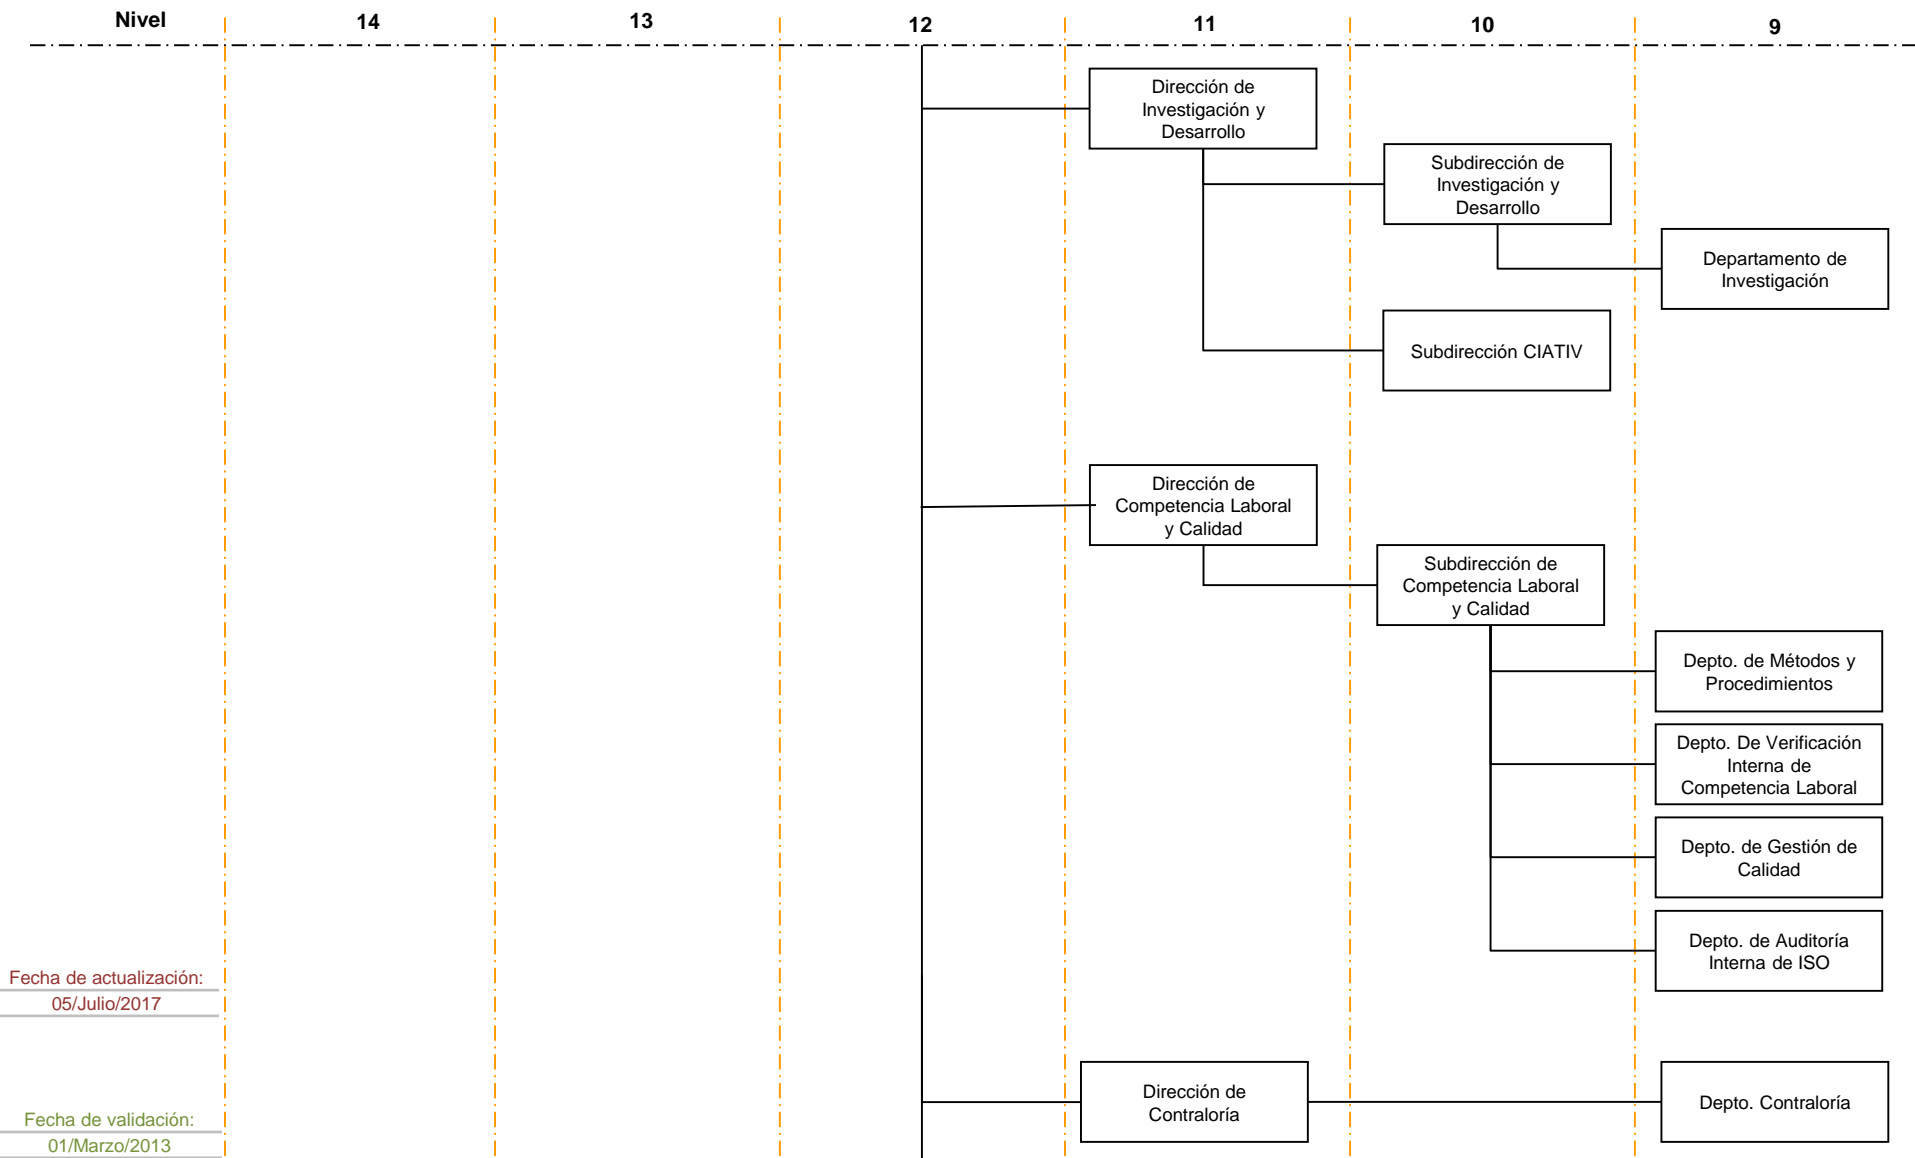 Nivel 14 13 12 11 10 9
Dirección de
Investigación y
Desarrollo
Subdirección de
Investigación y
Desarrollo
Departamento de
Investigación
Subdirección CIATIV
Dirección de
Competencia Laboral
y Calidad
Subdirección de
Competencia Laboral
y Calidad
Depto. de Métodos y
Procedimientos
Depto. De Verificación
Interna de
Competencia Laboral
Depto. de Gestión de
Calidad
Depto. de Auditoría
Interna de ISO
Fecha de actualización:
05/Julio/2017
Dirección de
Contraloría
Depto. Contraloría
Fecha de validación:
01/Marzo/2013